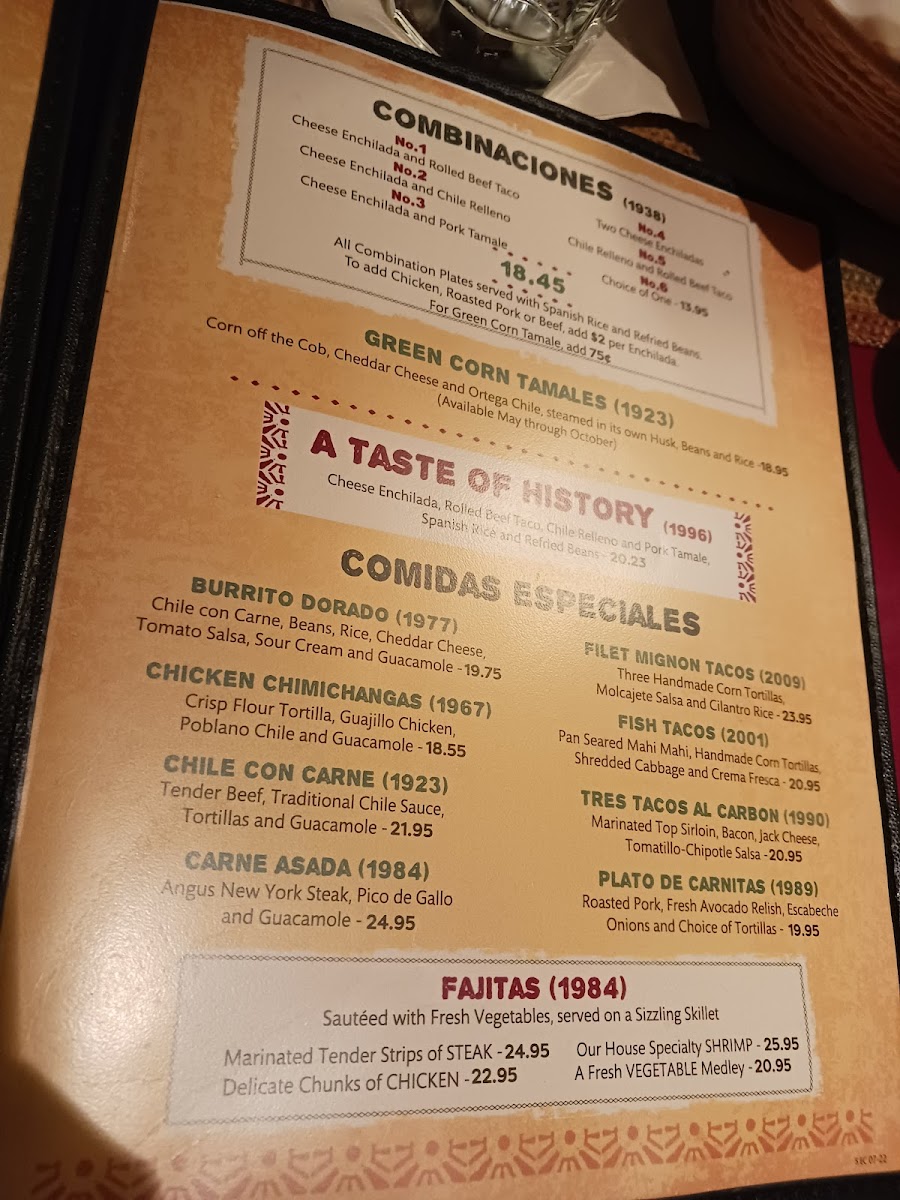 COMBINACIONES (1938)
No.1
Cheese Enchilada and Rolled Beef Taco
No.2
Cheese Enchilada and Chile Relleno
No.3
Cheese Enchilada and Pork Tamale
No.4
Two Cheese Enchiladas
No.5
Chile Relleno and Rolled Beef Taco
No.6
Choice of One - 13.95
18.45
All Combination Plates served with Spanish Rice and Refried Beans.
To add Chicken, Roasted Pork or Beef, add $2 per Enchilada.
For Green Corn Tamale, add 75¢
GREEN CORN TAMALES (1923)
Corn off the Cob, Cheddar Cheese and Ortega Chile, steamed in its own Husk, Beans and Rice -18.95
(Available May through October)
A TASTE OF HISTORY (1996)
Cheese Enchilada, Rolled Beef Taco, Chile Relleno and Pork Tamale,
Spanish Rice and Refried Beans - 20.23
COMIDAS ESPECIALES
BURRITO DORADO (1977)
Chile con Carne, Beans, Rice, Cheddar Cheese,
Tomato Salsa, Sour Cream and Guacamole -19.75
CHICKEN CHIMICHANGAS (1967)
Crisp Flour Tortilla, Guajillo Chicken,
Poblano Chile and Guacamole - 18.55
CHILE CON CARNE (1923)
Tender Beef, Traditional Chile Sauce,
Tortillas and Guacamole - 21.95
CARNE ASADA (1984)
Angus New York Steak, Pico de Gallo
and Guacamole - 24.95
FILET MIGNON TACOS (2009)
Three Handmade Corn Tortillas,
Molcajete Salsa and Cilantro Rice - 23.95
FISH TACOS (2001)
Pan Seared Mahi Mahi, Handmade Corn Tortillas,
Shredded Cabbage and Crema Fresca - 20.95
TRES TACOS AL CARBON (1990)
Marinated Top Sirloin, Bacon, Jack Cheese,
Tomatillo-Chipotle Salsa -20.95
PLATO DE CARNITAS (1989)
Roasted Pork, Fresh Avocado Relish, Escabeche
Onions and Choice of Tortillas - 19.95
FAJITAS (1984)
Sautéed with Fresh Vegetables, served on a Sizzling Skillet
Marinated Tender Strips of STEAK -24.95
Delicate Chunks of CHICKEN -22.95
Our House Specialty SHRIMP - 25.95
A Fresh VEGETABLE Medley -20.95
07-22